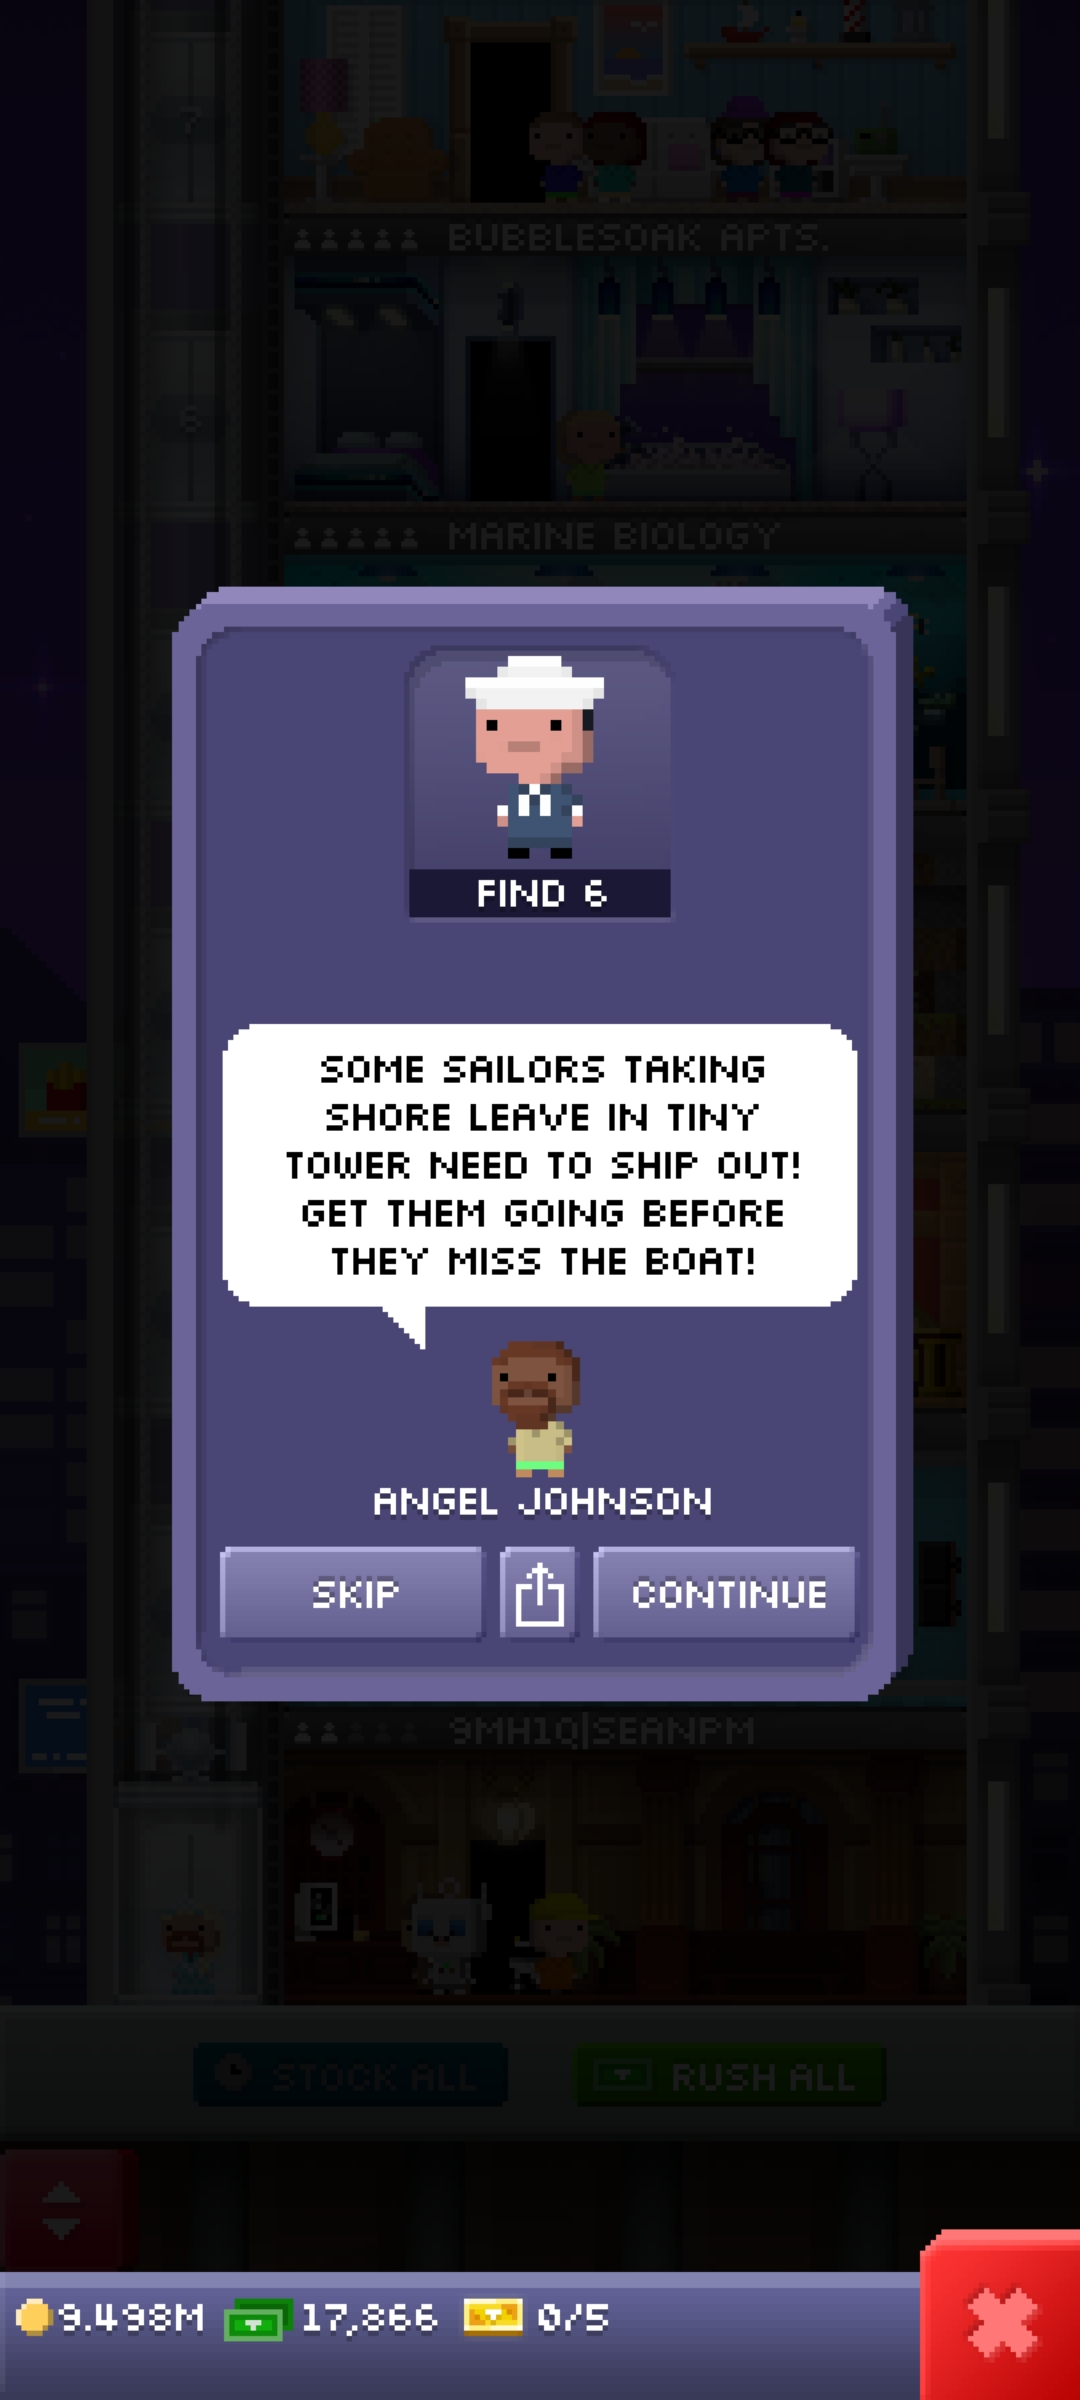 7
BUBBLESOAK APTS.
6
MARINE BIOLOGY
FIND 6
SOME SAILORS TAKING
SHORE LEAVE IN TINY
TOWER NEED TO SHIP OUT!
GET THEM GOING BEFORE
THEY MISS THE BOAT!
ANGEL JOHNSON
SKIP
CONTINUE
9MH1Q|SEANPM
STOCK ALL
RUSH ALL
9.498M
17,866
0/5